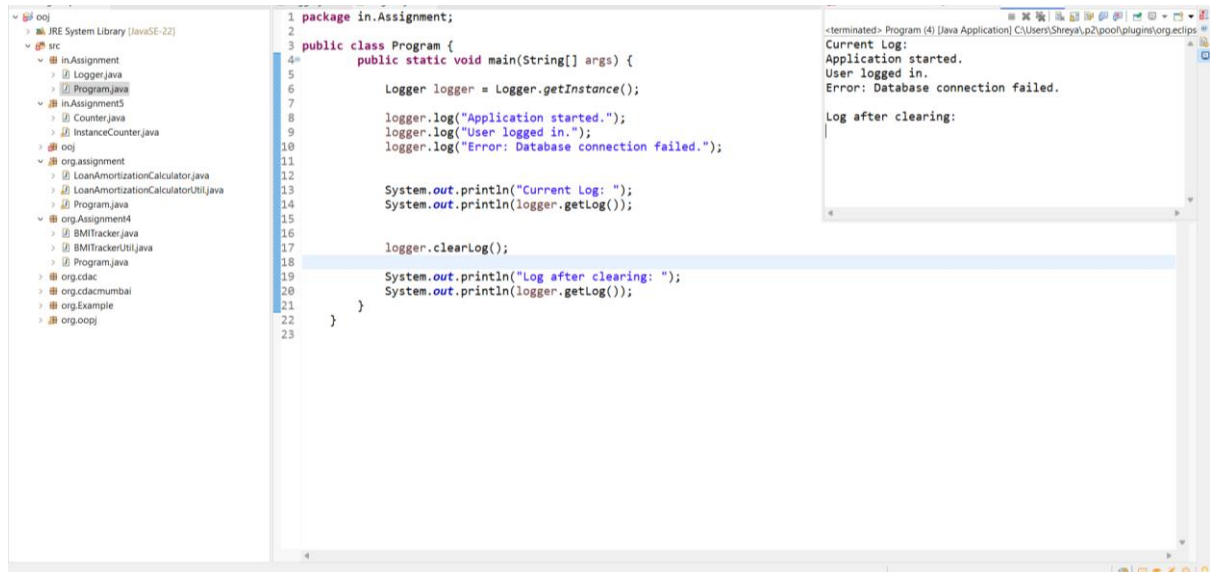 ooj
JRE System Library [JavaSE-22]
src
in.Assignment
Logger.java
Program.java
in.Assignment5
Counter.java
InstanceCounter.java
ooj
org.assignment
LoanAmortizationCalculator.java
LoanAmortizationCalculatorUtil.java
Program.java
org.Assignment4
BMITracker.java
BMITrackerUtil.java
Program.java
org.cdac
org.cdacmumbai
org.Example
org.oopj
1 package in.Assignment;
2
3 public class Program {
4 public static void main(String[] args) {
5
6 Logger logger = Logger.getInstance();
7
8 logger.log("Application started.");
9 logger.log("User logged in.");
10 logger.log("Error: Database connection failed.");
11
12
13 System.out.println("Current Log: ");
14 System.out.println(logger.getLog());
15
16
17 logger.clearLog();
18
19 System.out.println("Log after clearing: ");
20 System.out.println(logger.getLog());
21 }
22 }
23
<terminated> Program (4) [Java Application] C:\Users\Shreya\.p2\pool\plugins\org.eclips
Current Log:
Application started.
User logged in.
Error: Database connection failed.
Log after clearing: